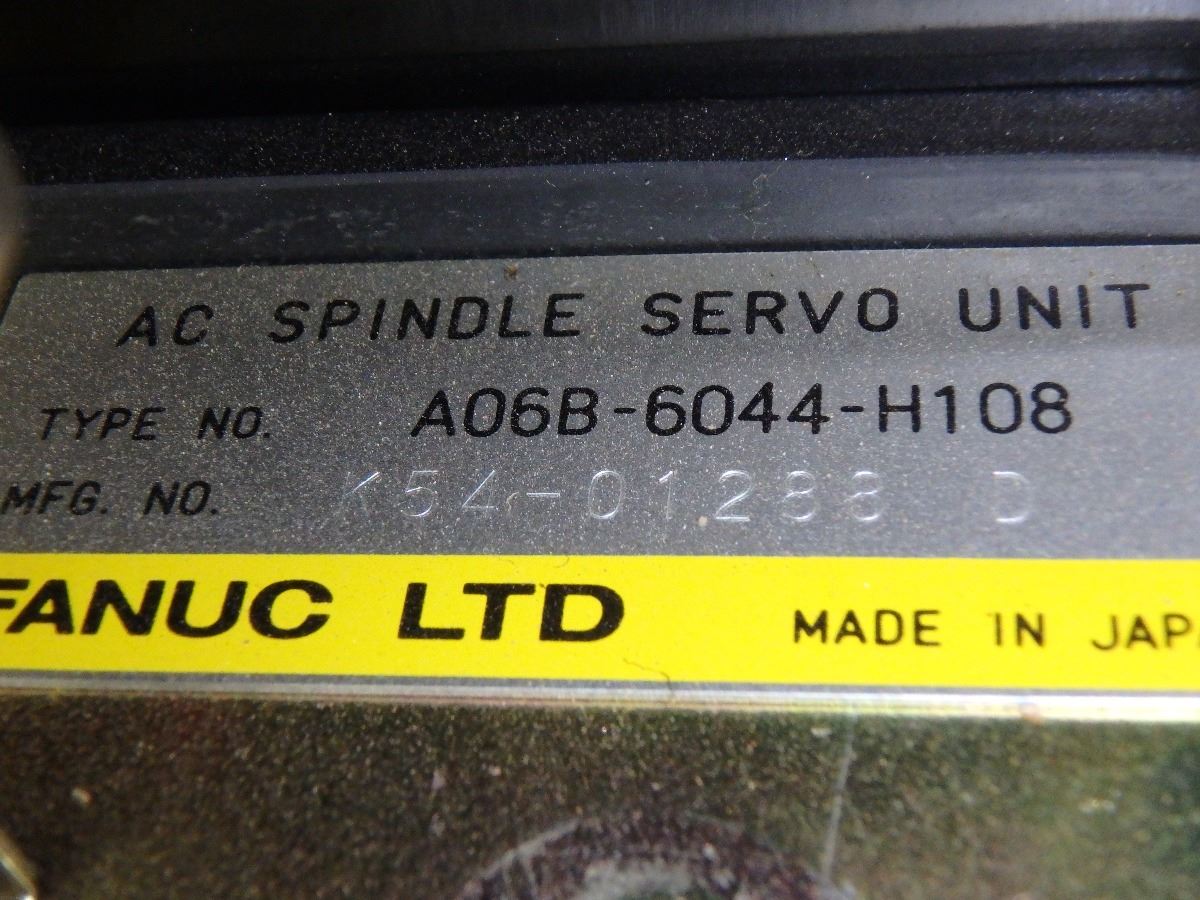 AC SPINDLE SERVO UNIT
TYPE NO. A06B-6044-H108
MFG. NO. K54-01288 D
FANUC LTD MADE IN JAPA